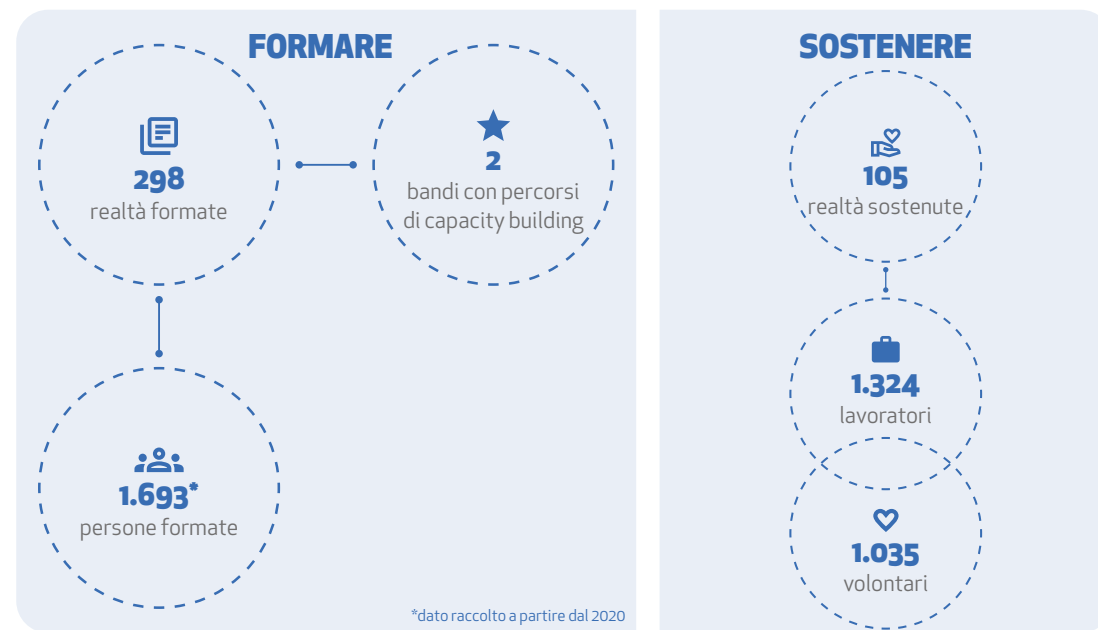 FORMARE
298
realtà formate
2
bandi con percorsi
di capacity building
1.693*
persone formate
*dato raccolto a partire dal 2020
SOSTENERE
105
realtà sostenute
1.324
lavoratori
1.035
volontari